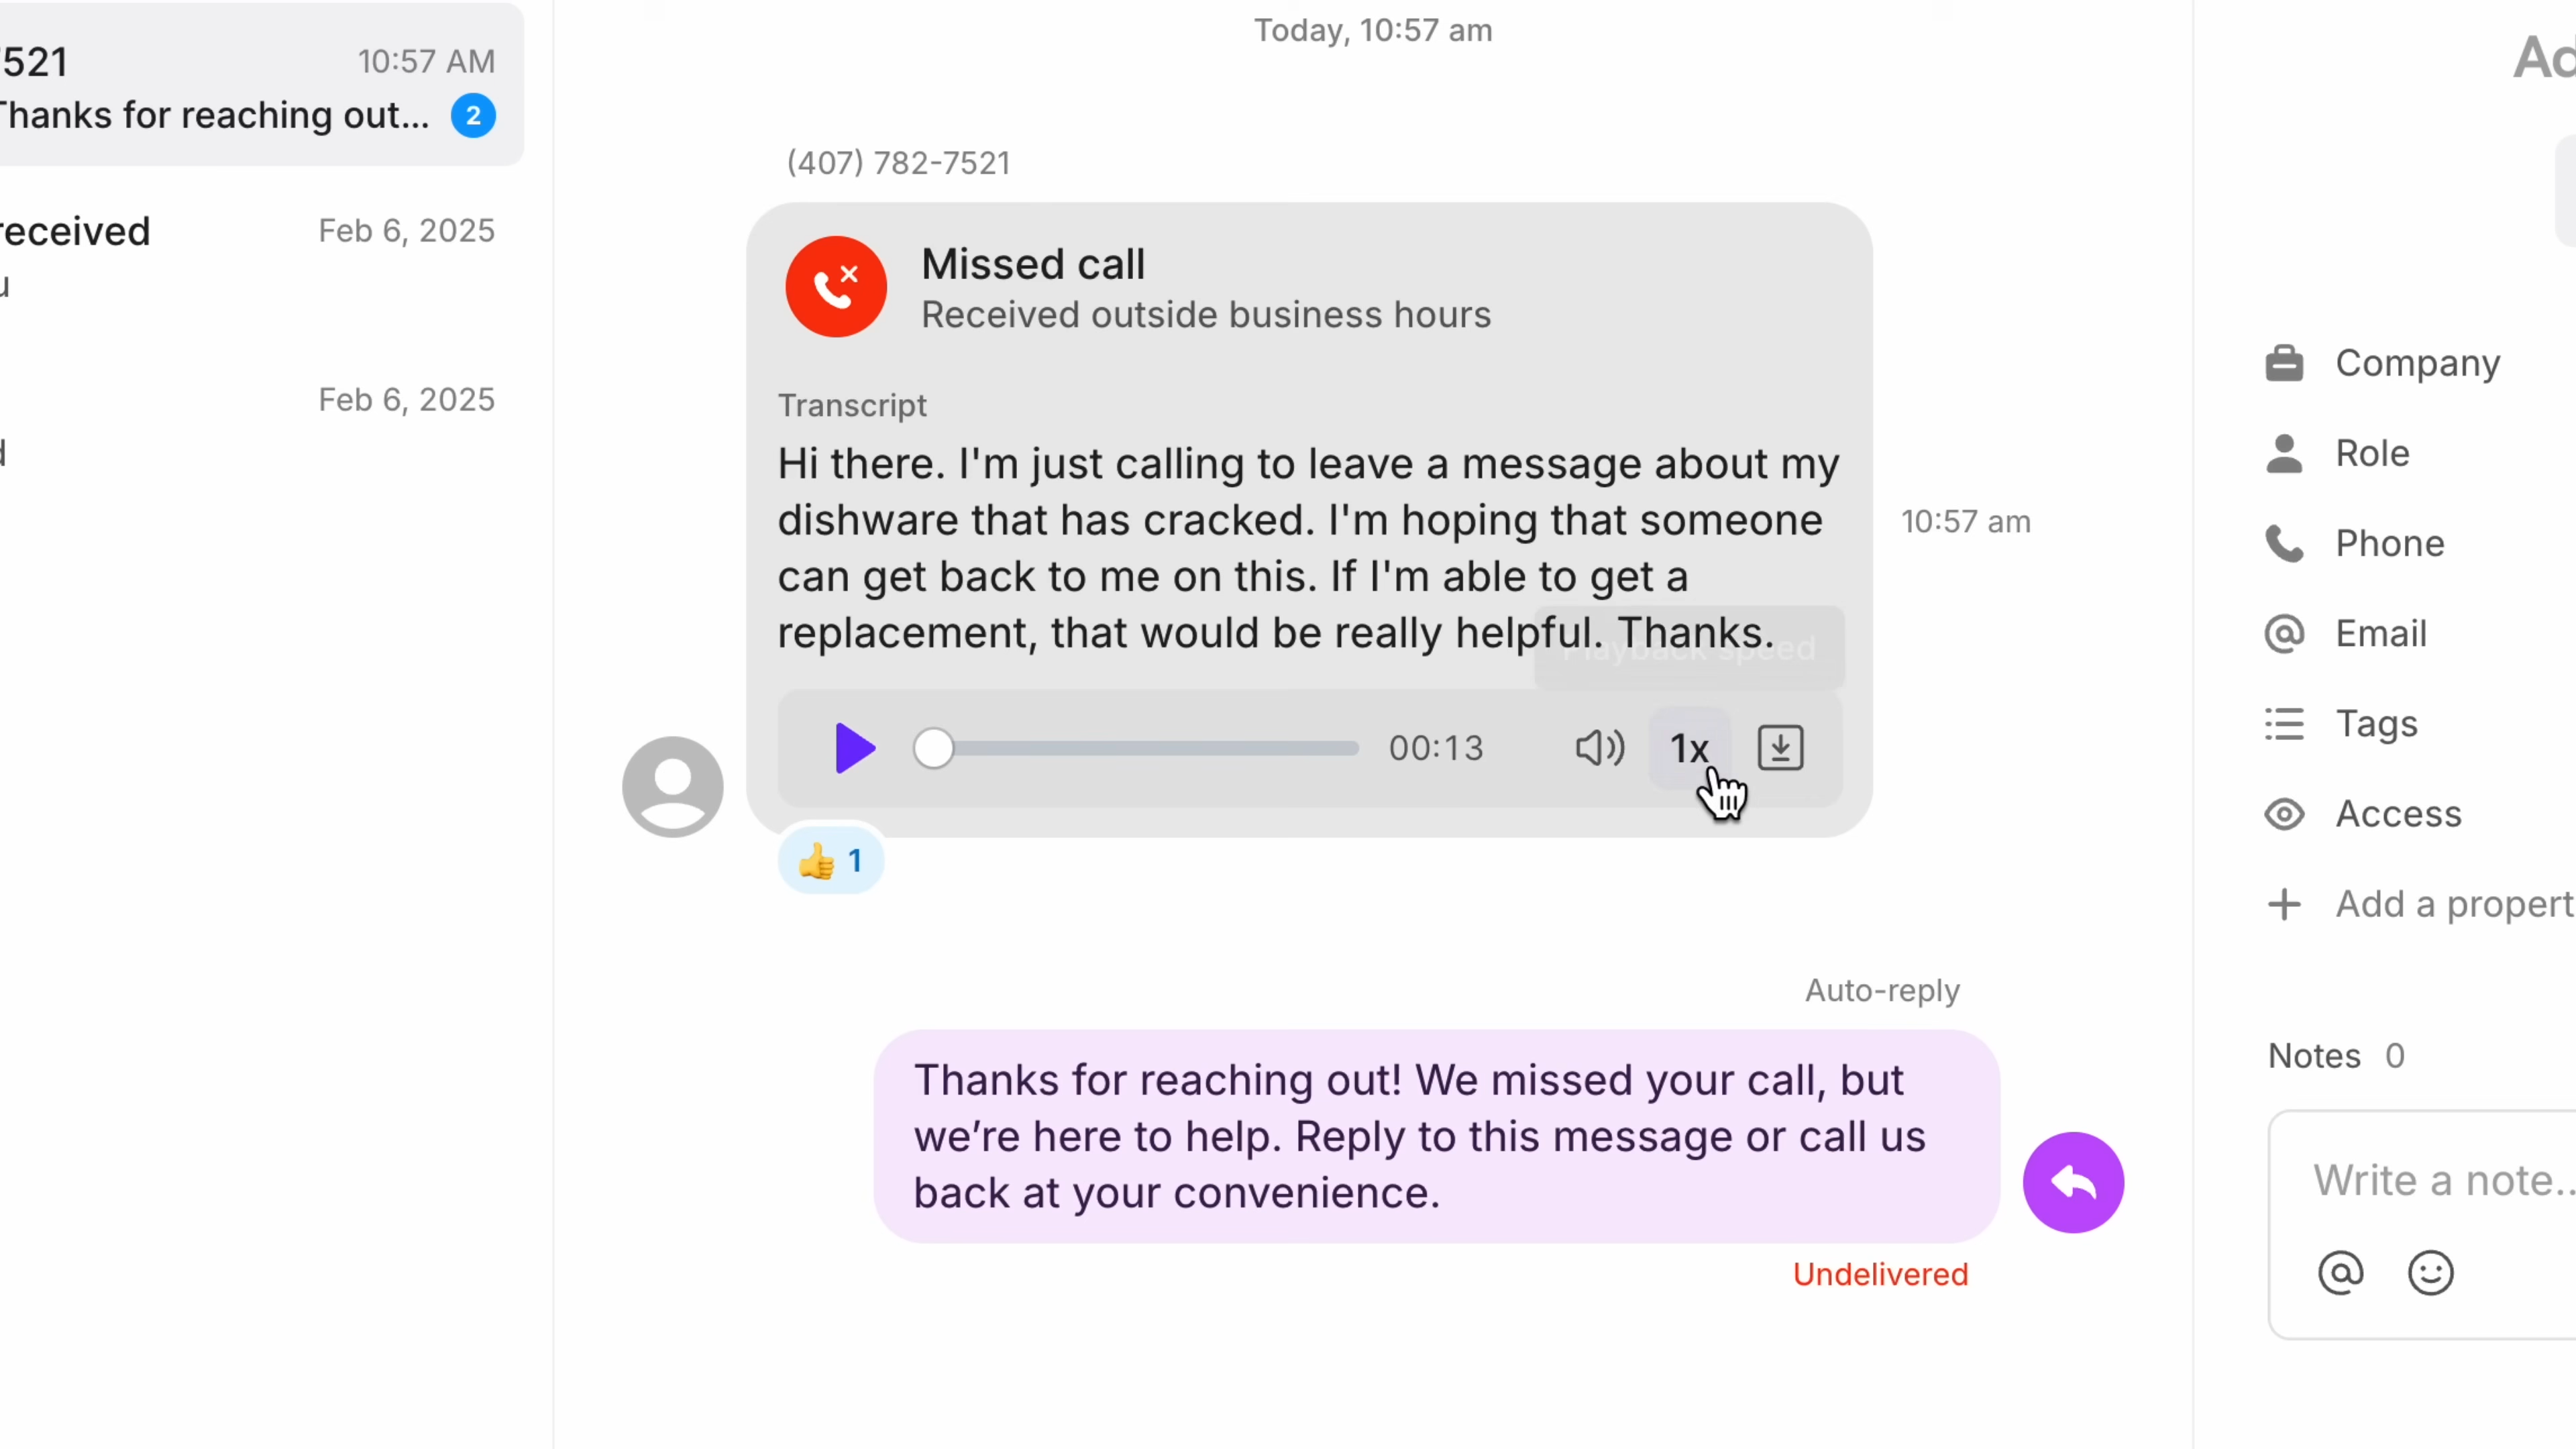 7521
10:57 AM
Thanks for reaching out...
2
received
Feb 6, 2025
u
Feb 6, 2025
d
Today, 10:57 am
(407) 782-7521
Missed call
Received outside business hours
Transcript
Hi there. I'm just calling to leave a message about my
dishware that has cracked. I'm hoping that someone
can get back to me on this. If I'm able to get a
replacement, that would be really helpful. Thanks.
Playback speed
10:57 am
00:13
1x
👍 1
Auto-reply
Thanks for reaching out! We missed your call, but
we’re here to help. Reply to this message or call us
back at your convenience.
Undelivered
Ad
Company
Role
Phone
Email
Tags
Access
Add a propert
Notes 0
Write a note..